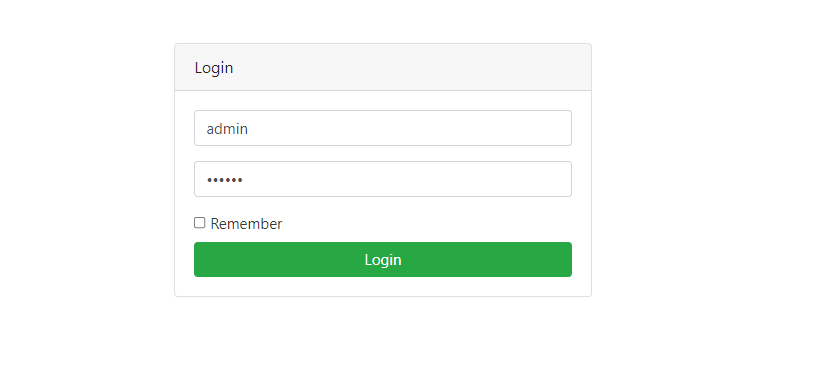 Login
admin
••••••
Remember
Login